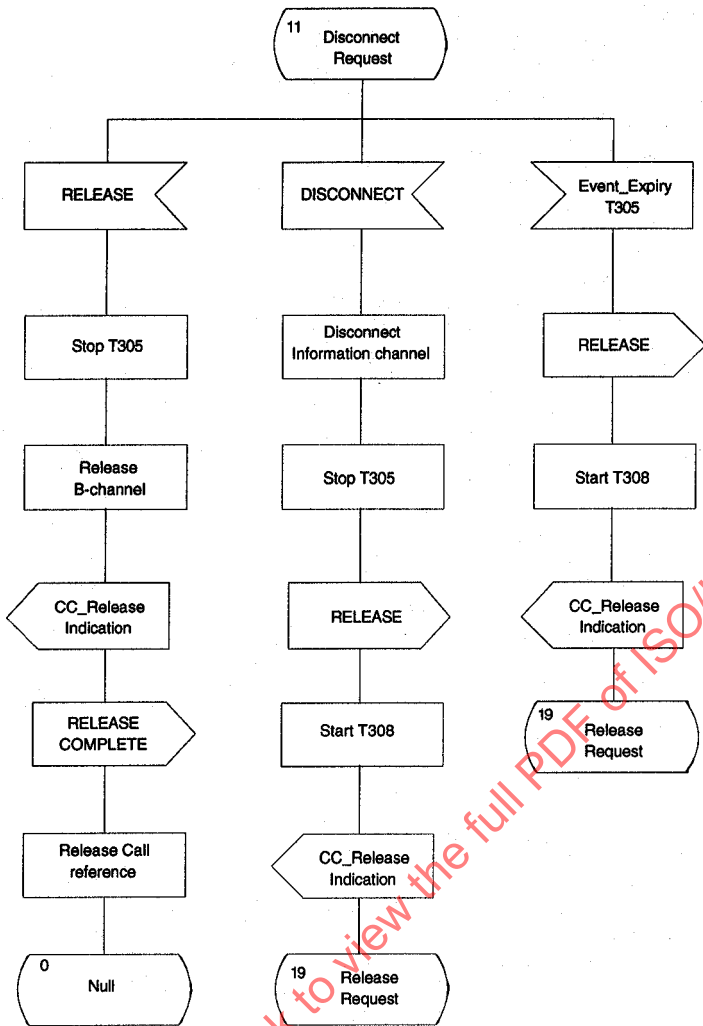 11
Disconnect
Request
RELEASE
DISCONNECT
Event_Expiry
T305
Stop T305
Disconnect
Information channel
RELEASE
Release
B-channel
Stop T305
Start T308
CC_Release
Indication
RELEASE
CC_Release
Indication
RELEASE
COMPLETE
Start T308
19
Release
Request
Release Call
reference
CC_Release
Indication
0
Null
19
Release
Request
k to view the full PDF of ISO/